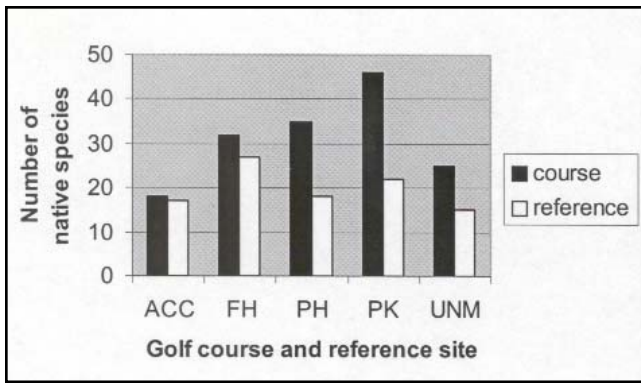 Number of
native species
50
40
30
20
10
0
ACC FH PH PK UNM
Golf course and reference site
course
reference